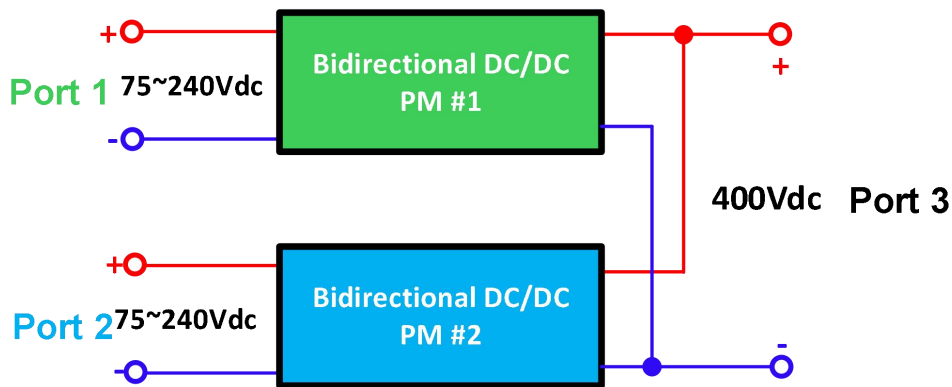 +
Port 1 75~240Vdc
-
Bidirectional DC/DC
PM #1
+
400Vdc Port 3
+
Port 2 75~240Vdc
-
Bidirectional DC/DC
PM #2
-